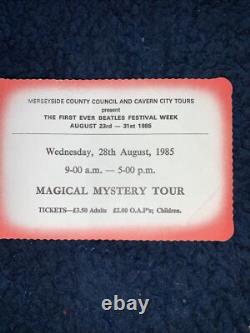 MERSEYSIDE COUNTY COUNCIL AND CAVERN CITY TOURS
present
THE FIRST EVER BEATLES FESTIVAL WEEK
AUGUST 23rd — 31st 1985
Wednesday, 28th August, 1985
9-00 a.m. — 5-00 p.m.
MAGICAL MYSTERY TOUR
TICKETS—£3.50 Adults £2.00 O.A.P's; Children.